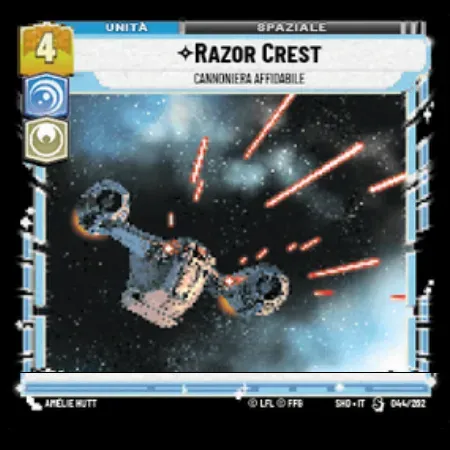 UNITÀ SPAZIALE
4
✧RAZOR CREST
CANNONIERA AFFIDABILE
AMÉLIE HUTT © LFL © FFG SHD • IT 044/262